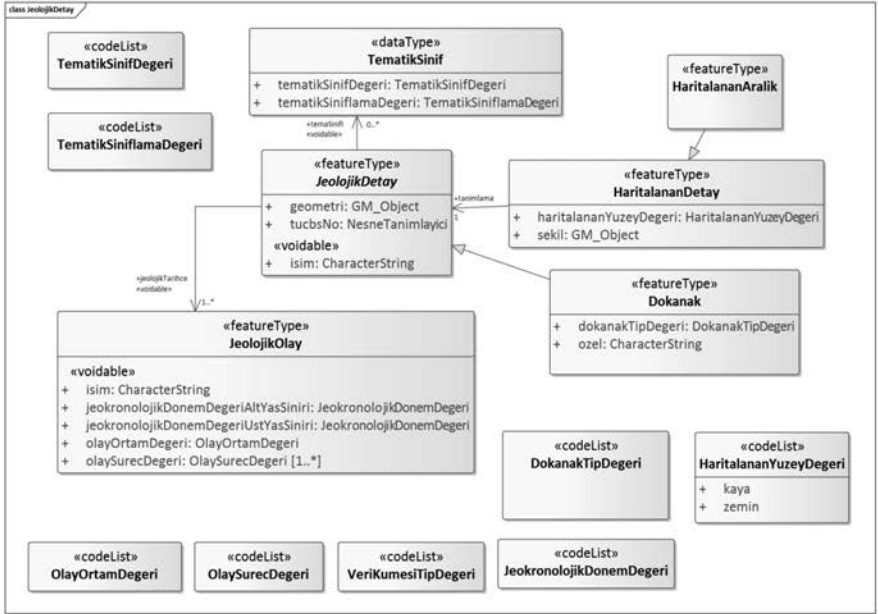 class JeolojikDetay
«codeList»
TematikSinifDegeri
«dataType»
TematikSinif
+ tematikSinifDegeri: TematikSinifDegeri
+ tematikSiniflamaDegeri: TematikSiniflamaDegeri
«featureType»
HaritalananAralik
«codeList»
TematikSiniflamaDegeri
+temaSinifi
«voidable»
0..*
«featureType»
JeolojikDetay
+ geometri: GM_Object
+ tucbsNo: NesneTanimlayici
«voidable»
+ isim: CharacterString
+tanimlama
1
«featureType»
HaritalananDetay
+ haritalananYuzeyDegeri: HaritalananYuzeyDegeri
+ sekil: GM_Object
+jeolojikTarihce
«voidable»
1..*
«featureType»
Dokanak
+ dokanakTipDegeri: DokanakTipDegeri
+ ozel: CharacterString
«featureType»
JeolojikOlay
«voidable»
+ isim: CharacterString
+ jeokronolojikDonemDegeriAltYasSiniri: JeokronolojikDonemDegeri
+ jeokronolojikDonemDegeriUstYasSiniri: JeokronolojikDonemDegeri
+ olayOrtamDegeri: OlayOrtamDegeri
+ olaySurecDegeri: OlaySurecDegeri [1..*]
«codeList»
DokanakTipDegeri
«codeList»
HaritalananYuzeyDegeri
+ kaya
+ zemin
«codeList»
OlayOrtamDegeri
«codeList»
OlaySurecDegeri
«codeList»
VeriKumesiTipDegeri
«codeList»
JeokronolojikDonemDegeri